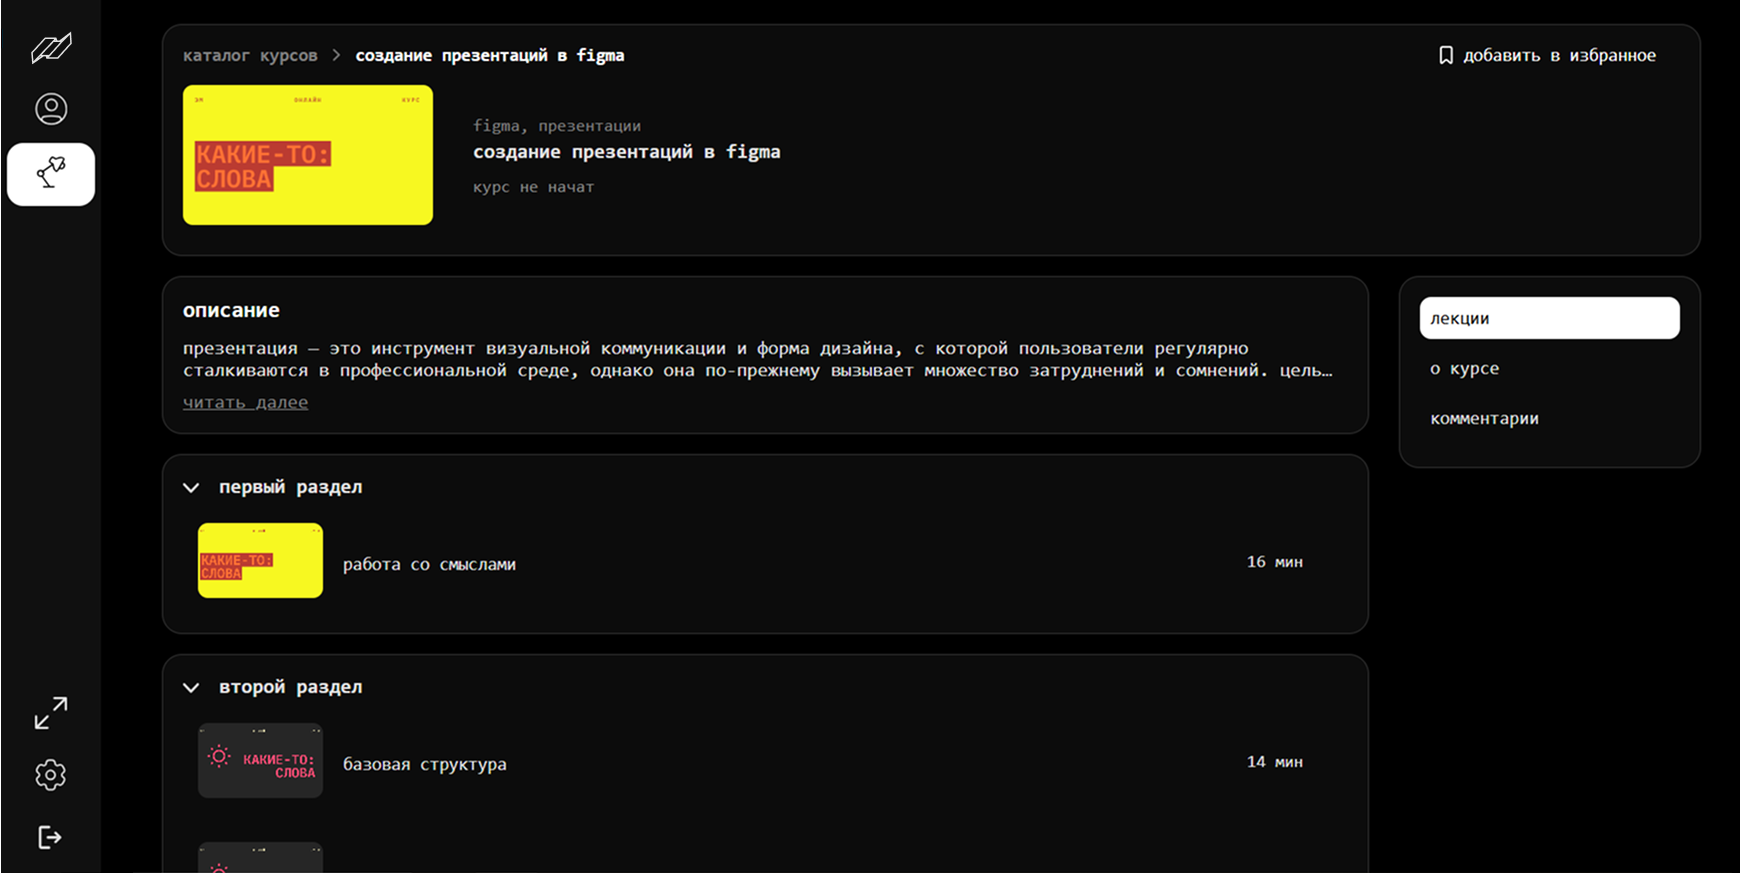 каталог курсов > создание презентаций в figma
добавить в избранное
эм онлайн курс
КАКИЕ-ТО:
СЛОВА
figma, презентации
создание презентаций в figma
курс не начат
описание
презентация — это инструмент визуальной коммуникации и форма дизайна, с которой пользователи регулярно
сталкиваются в профессиональной среде, однако она по-прежнему вызывает множество затруднений и сомнений. цель…
читать далее
лекции
о курсе
комментарии
первый раздел
КАКИЕ-ТО:
СЛОВА
работа со смыслами
16 мин
второй раздел
КАКИЕ-ТО:
СЛОВА
базовая структура
14 мин